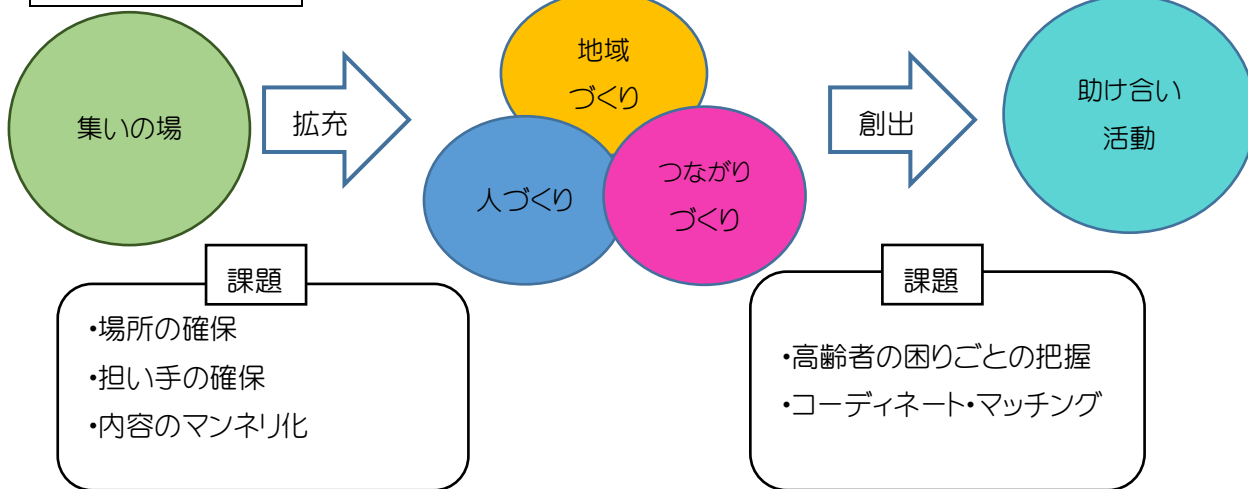 集いの場
拡充
地域
づくり
人づくり
つながり
づくり
創出
助け合い
活動
課題
・場所の確保
・担い手の確保
・内容のマンネリ化
課題
・高齢者の困りごとの把握
・コーディネート・マッチング